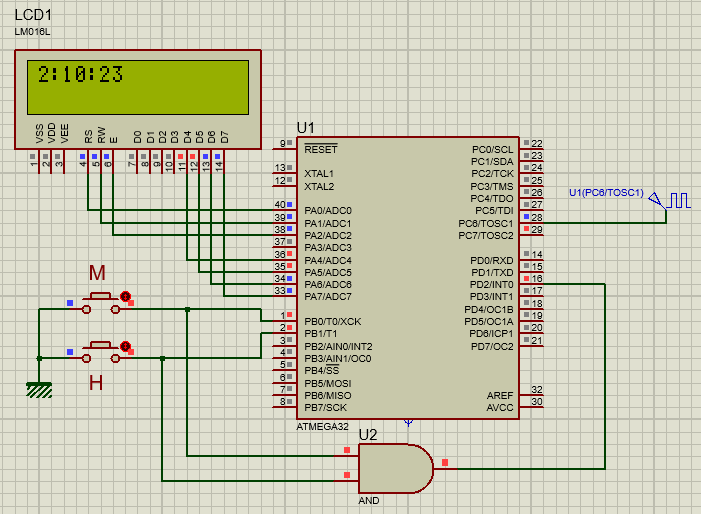 LCD1
LM016L
2:10:23
VSS
VDD
VEE
RS
RW
E
D0
D1
D2
D3
D4
D5
D6
D7
1
2
3
4
5
6
7
8
9
10
11
12
13
14
U1
9 RESET
13 XTAL1
12 XTAL2
40 PA0/ADC0
39 PA1/ADC1
38 PA2/ADC2
37 PA3/ADC3
36 PA4/ADC4
35 PA5/ADC5
34 PA6/ADC6
33 PA7/ADC7
1 PB0/T0/XCK
2 PB1/T1
3 PB2/AIN0/INT2
4 PB3/AIN1/OC0
5 PB4/SS
6 PB5/MOSI
7 PB6/MISO
8 PB7/SCK
PC0/SCL 22
PC1/SDA 23
PC2/TCK 24
PC3/TMS 25
PC4/TDO 26
PC5/TDI 27
PC6/TOSC1 28
PC7/TOSC2 29
PD0/RXD 14
PD1/TXD 15
PD2/INT0 16
PD3/INT1 17
PD4/OC1B 18
PD5/OC1A 19
PD6/ICP1 20
PD7/OC2 21
AREF 32
AVCC 30
ATMEGA32
U1(PC6/TOSC1)
M
H
U2
AND